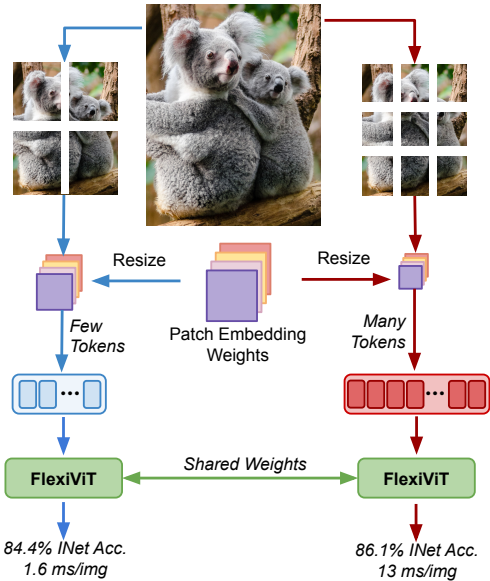 Resize
Resize
Patch Embedding
Weights
Few
Tokens
Many
Tokens
Shared Weights
FlexiViT
FlexiViT
84.4% INet Acc.
1.6 ms/img
86.1% INet Acc.
13 ms/img